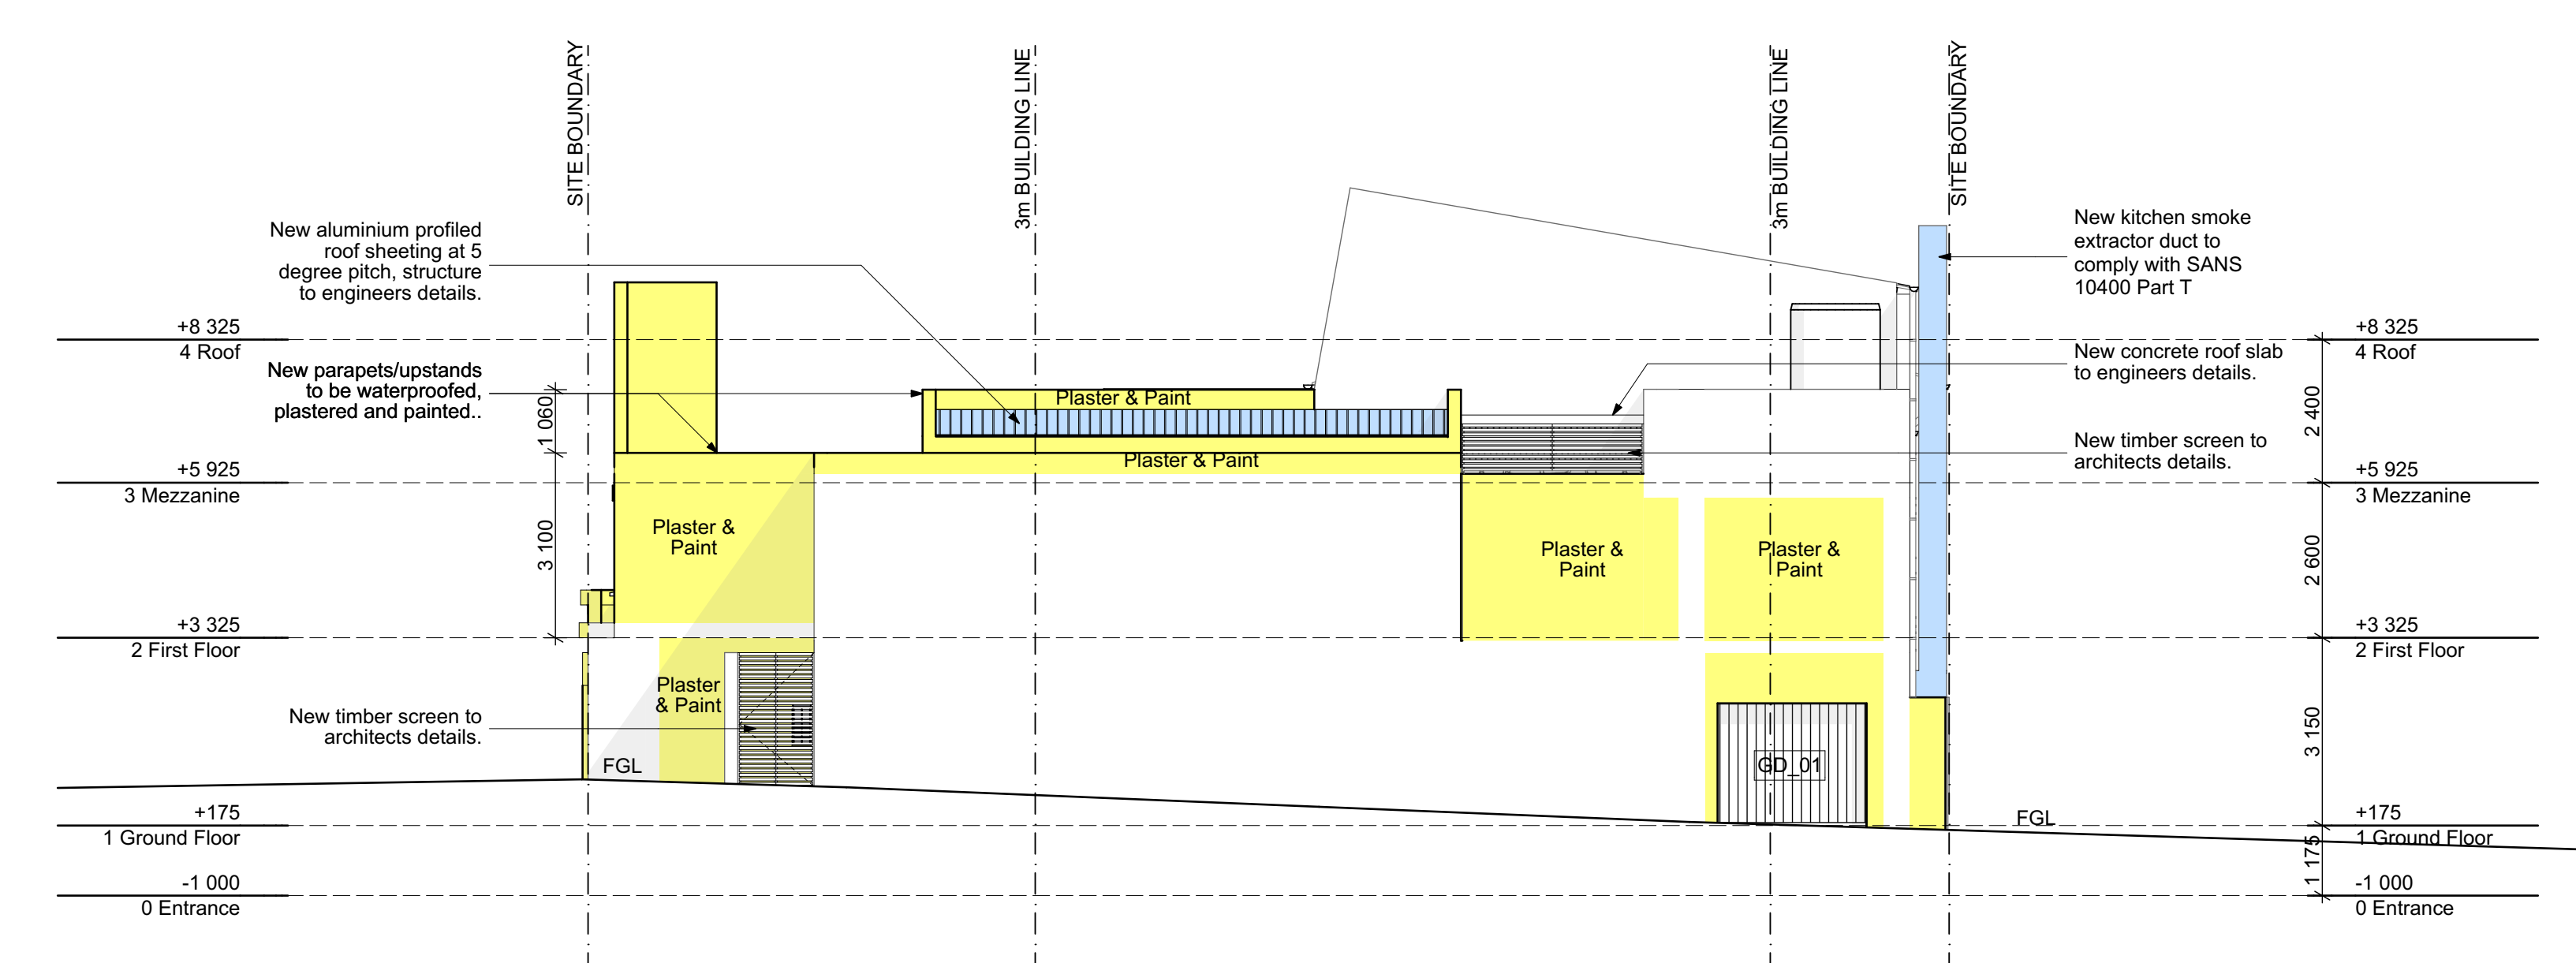 SITE BOUNDARY
3m BUILDING LINE
3m BUILDING LINE
SITE BOUNDARY
New aluminium profiled
roof sheeting at 5
degree pitch, structure
to engineers details.
New kitchen smoke
extractor duct to
comply with SANS
10400 Part T
+8 325
4 Roof
+8 325
4 Roof
New parapets/upstands
to be waterproofed,
plastered and painted..
New concrete roof slab
to engineers details.
1 060
Plaster & Paint
2 400
New timber screen to
architects details.
Plaster & Paint
+5 925
3 Mezzanine
+5 925
3 Mezzanine
3 100
Plaster &
Paint
Plaster &
Paint
Plaster &
Paint
2 600
+3 325
2 First Floor
+3 325
2 First Floor
Plaster
& Paint
New timber screen to
architects details.
3 150
FGL
GD_01
FGL
+175
1 Ground Floor
+175
1 Ground Floor
1 175
-1 000
0 Entrance
-1 000
0 Entrance